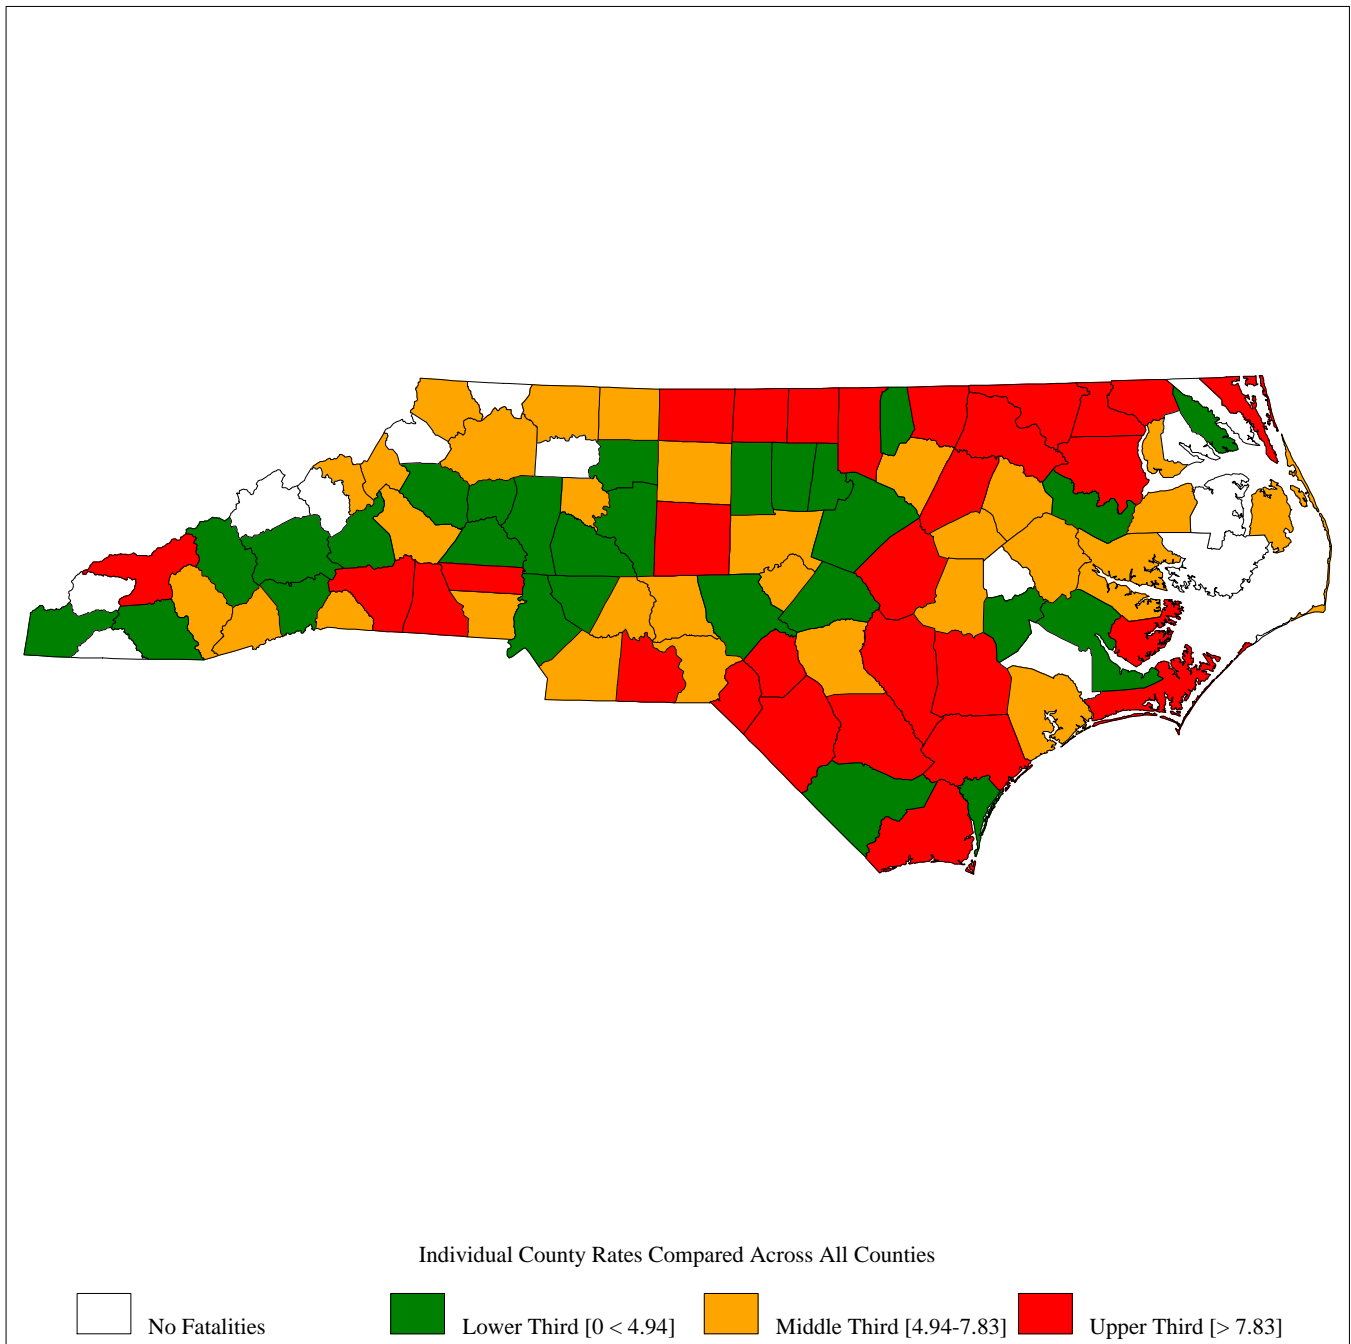 Individual County Rates Compared Across All Counties
No Fatalities Lower Third [0 < 4.94] Middle Third [4.94-7.83] Upper Third [> 7.83]